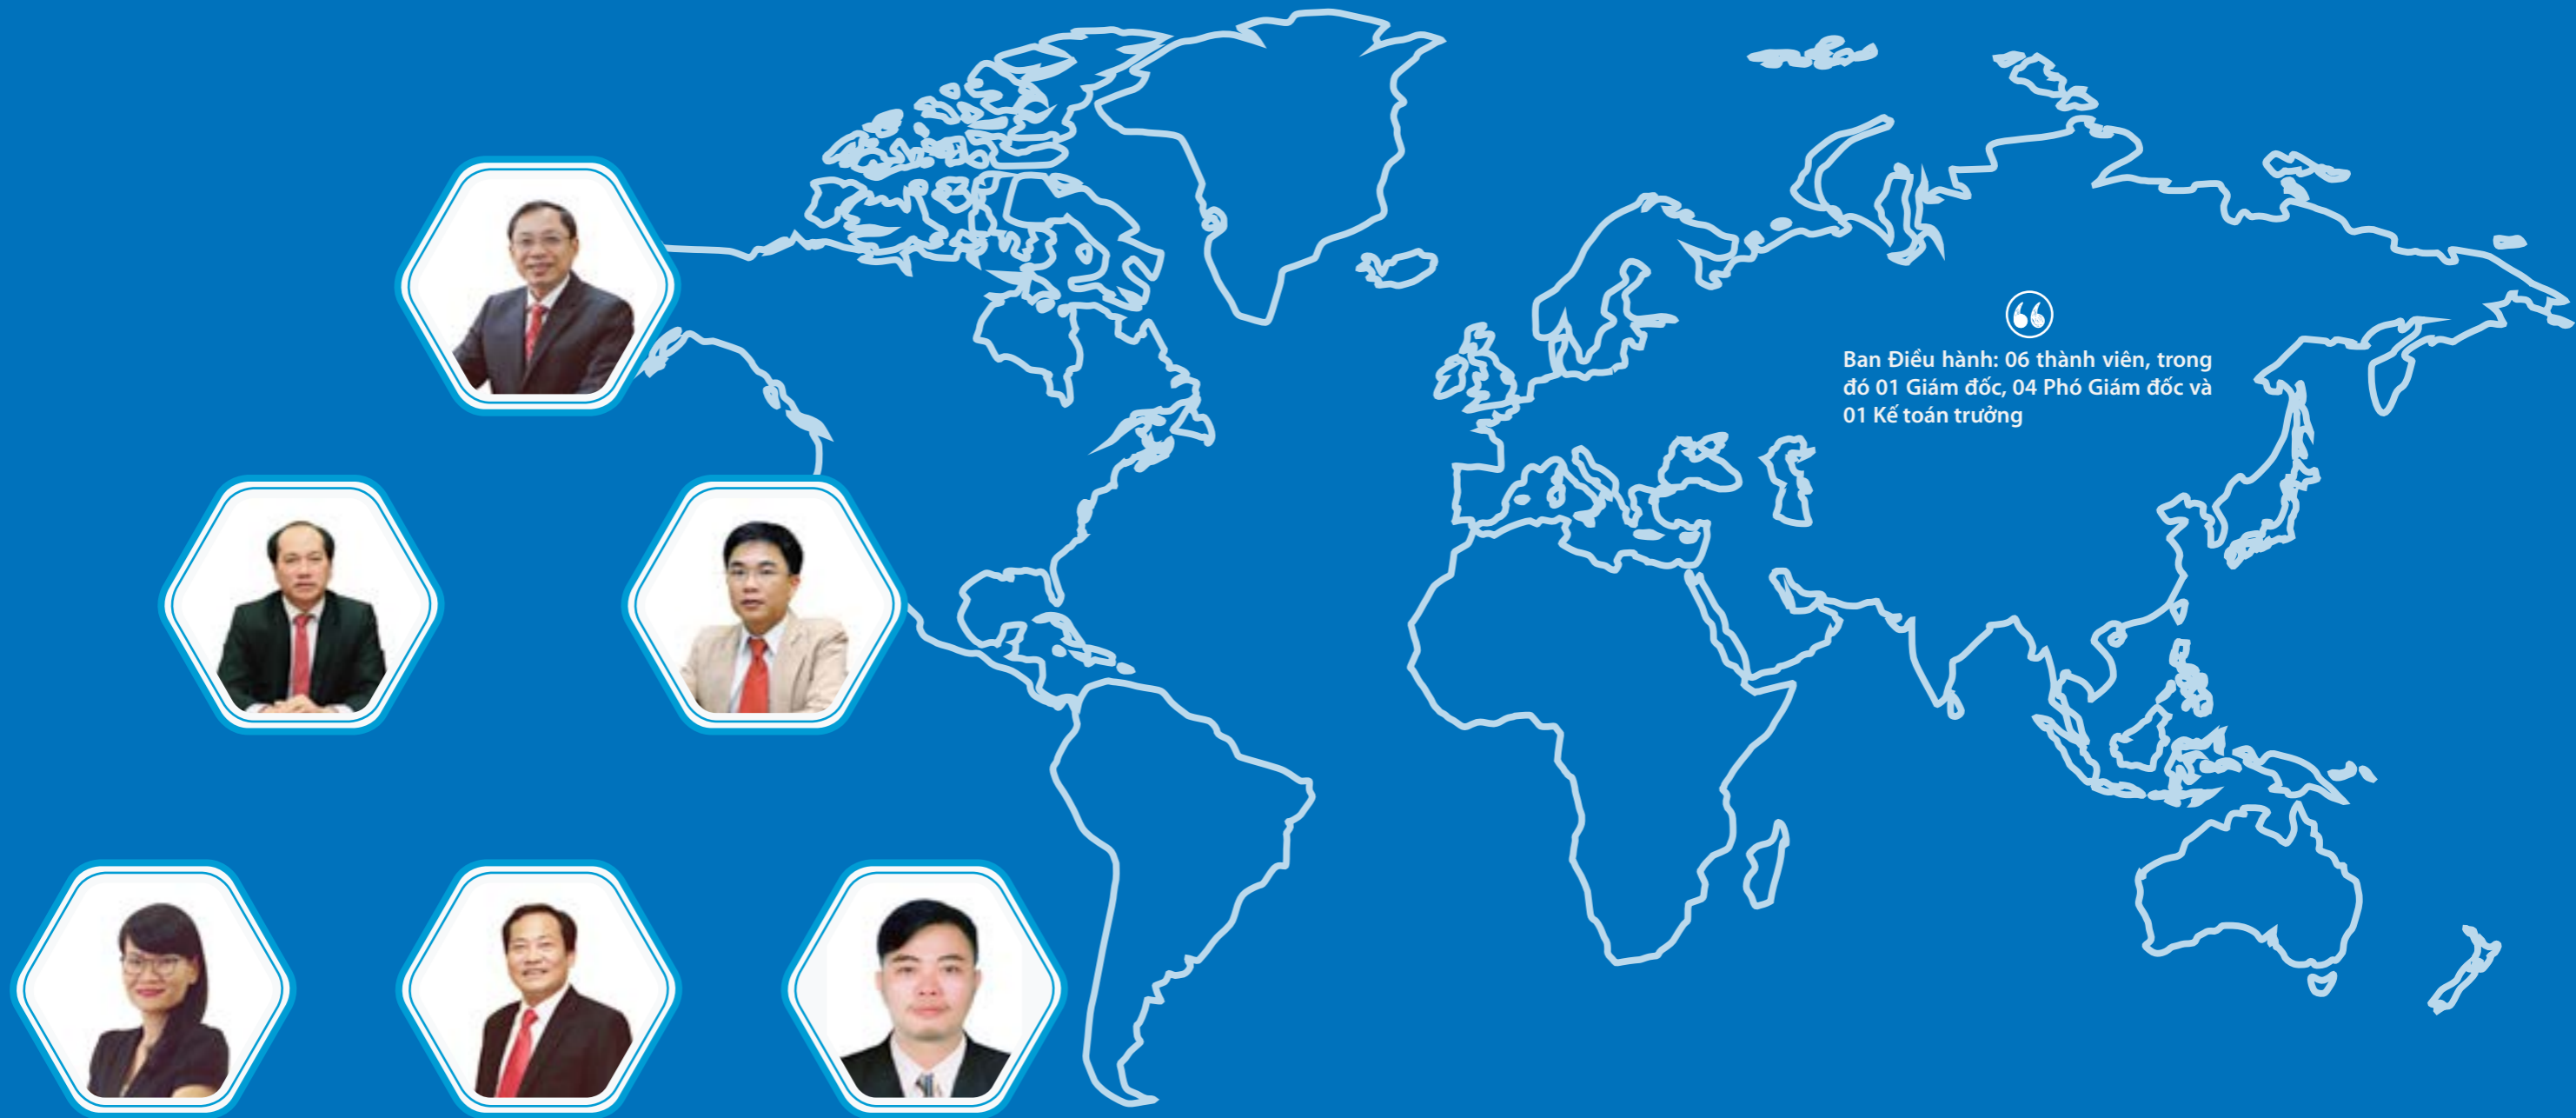 Ban Điều hành: 06 thành viên, trong
đó 01 Giám đốc, 04 Phó Giám đốc và
01 Kế toán trưởng